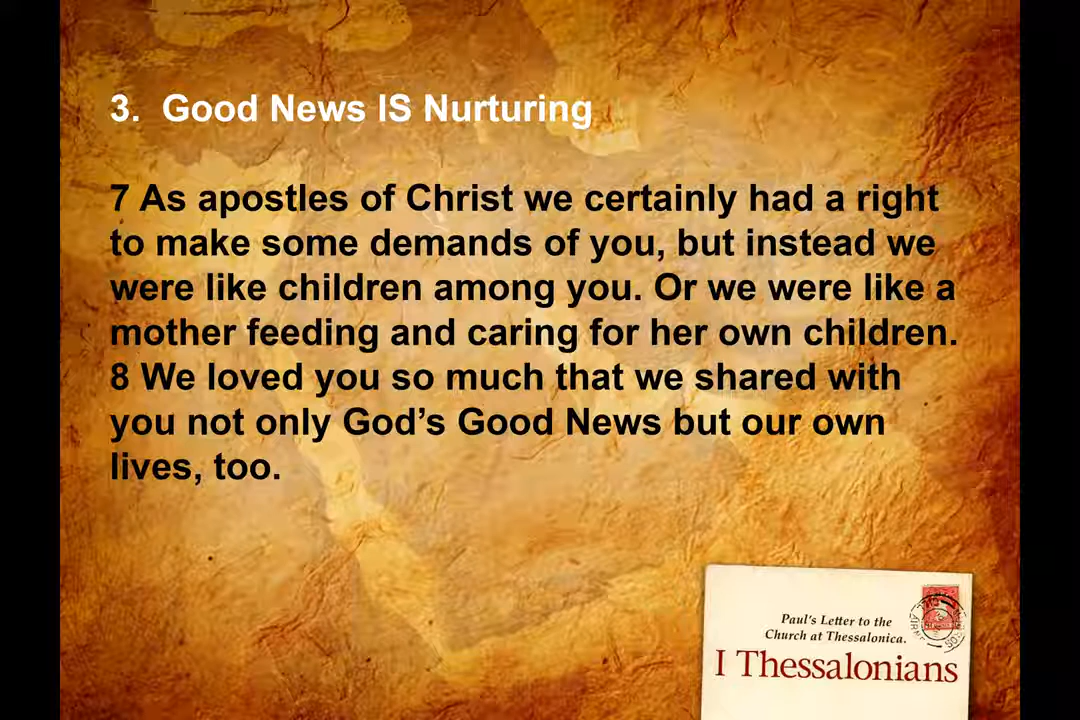 3. Good News IS Nurturing
7 As apostles of Christ we certainly had a right
to make some demands of you, but instead we
were like children among you. Or we were like a
mother feeding and caring for her own children.
8 We loved you so much that we shared with
you not only God’s Good News but our own
lives, too.
Paul's Letter to the
Church at Thessalonica.
I Thessalonians